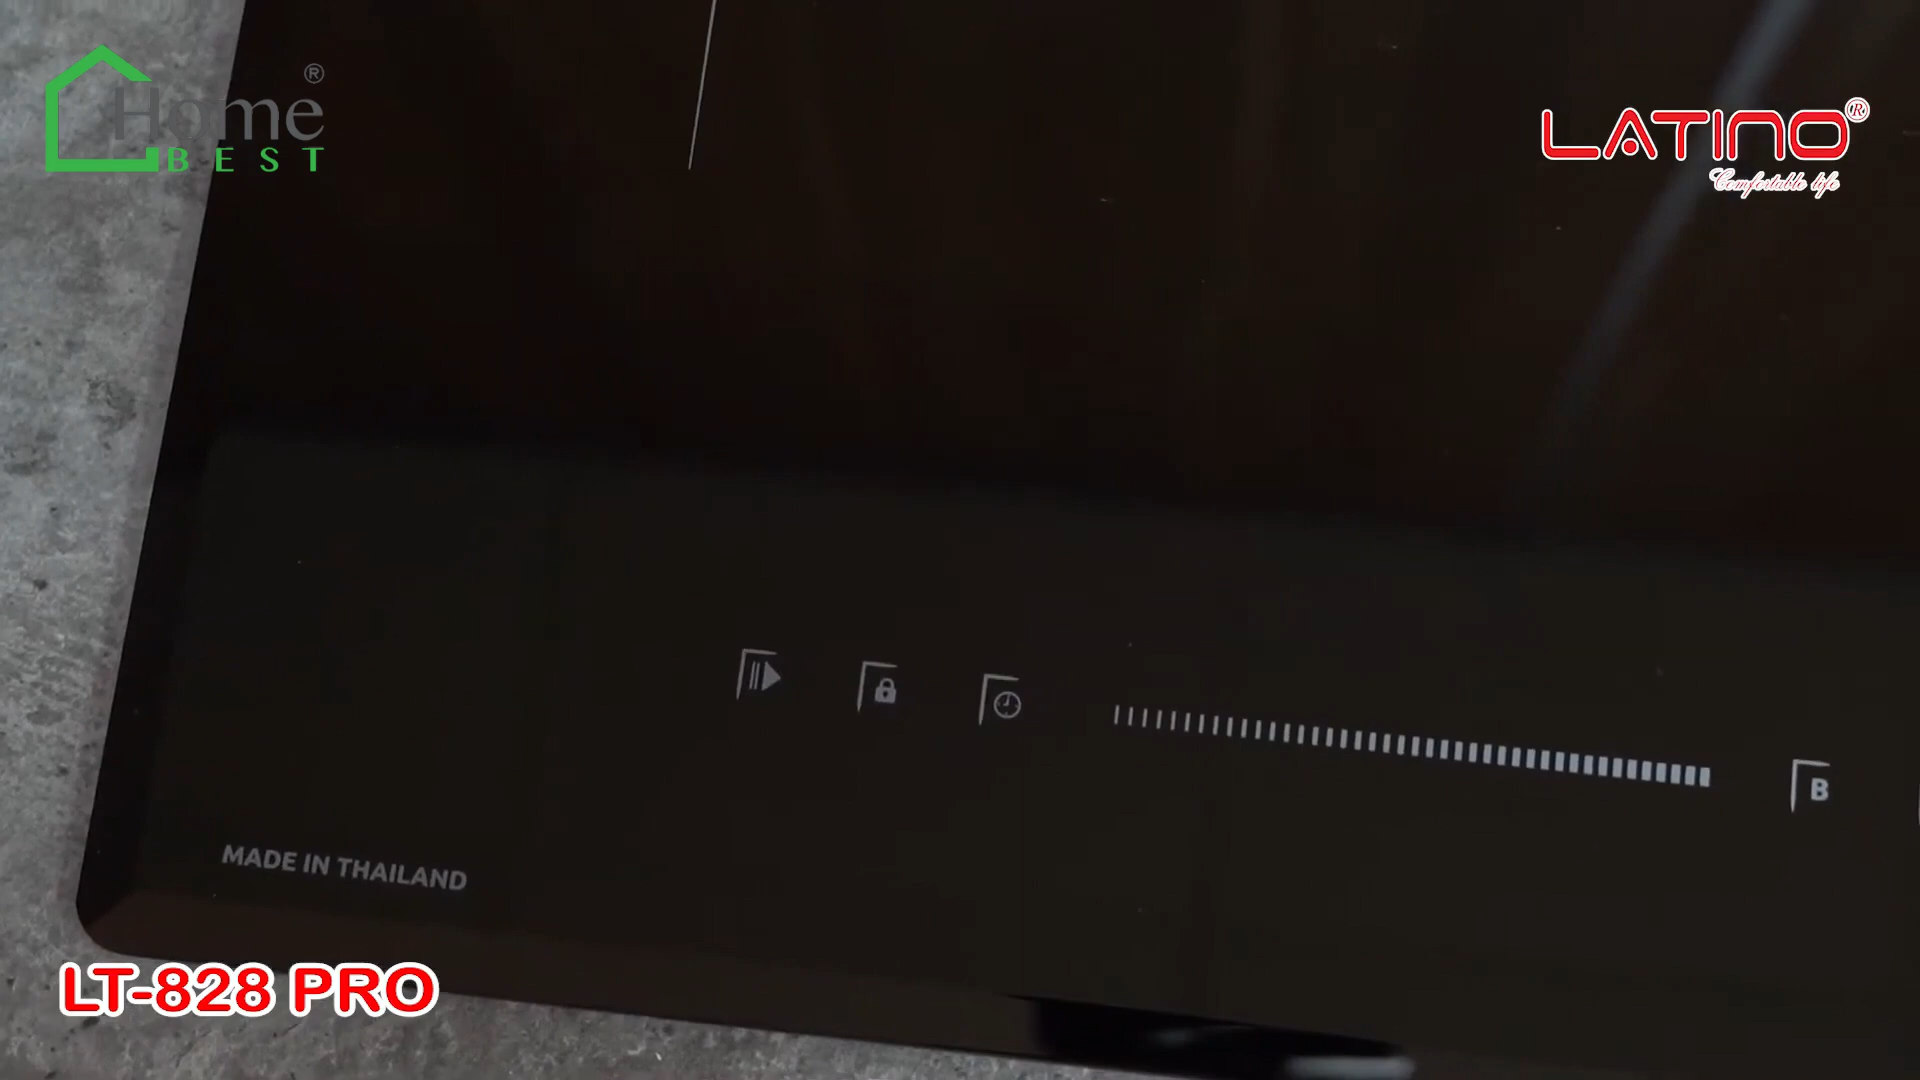 Home®
BEST
LATINO®
Comfortable life
B
MADE IN THAILAND
LT-828 PRO